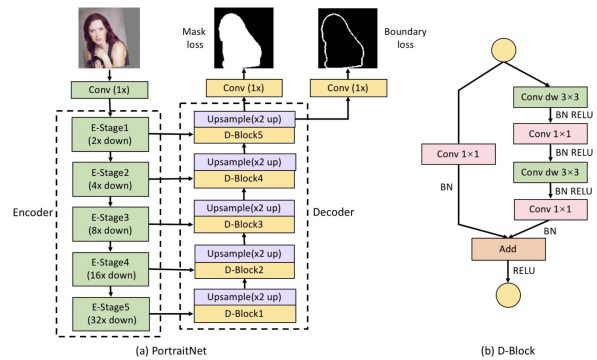 Mask
loss
Boundary
loss
Conv (1x)
Conv (1x)
Conv (1x)
E-Stage1
(2x down)
E-Stage2
(4x down)
E-Stage3
(8x down)
E-Stage4
(16x down)
E-Stage5
(32x down)
Encoder
Upsample(x2 up)
D-Block5
Upsample(x2 up)
D-Block4
Upsample(x2 up)
D-Block3
Upsample(x2 up)
D-Block2
Upsample(x2 up)
D-Block1
Decoder
(a) PortraitNet
Conv dw 3×3
BN RELU
Conv 1×1
BN RELU
Conv dw 3×3
BN RELU
Conv 1×1
BN
Conv 1×1
BN
Add
RELU
(b) D-Block